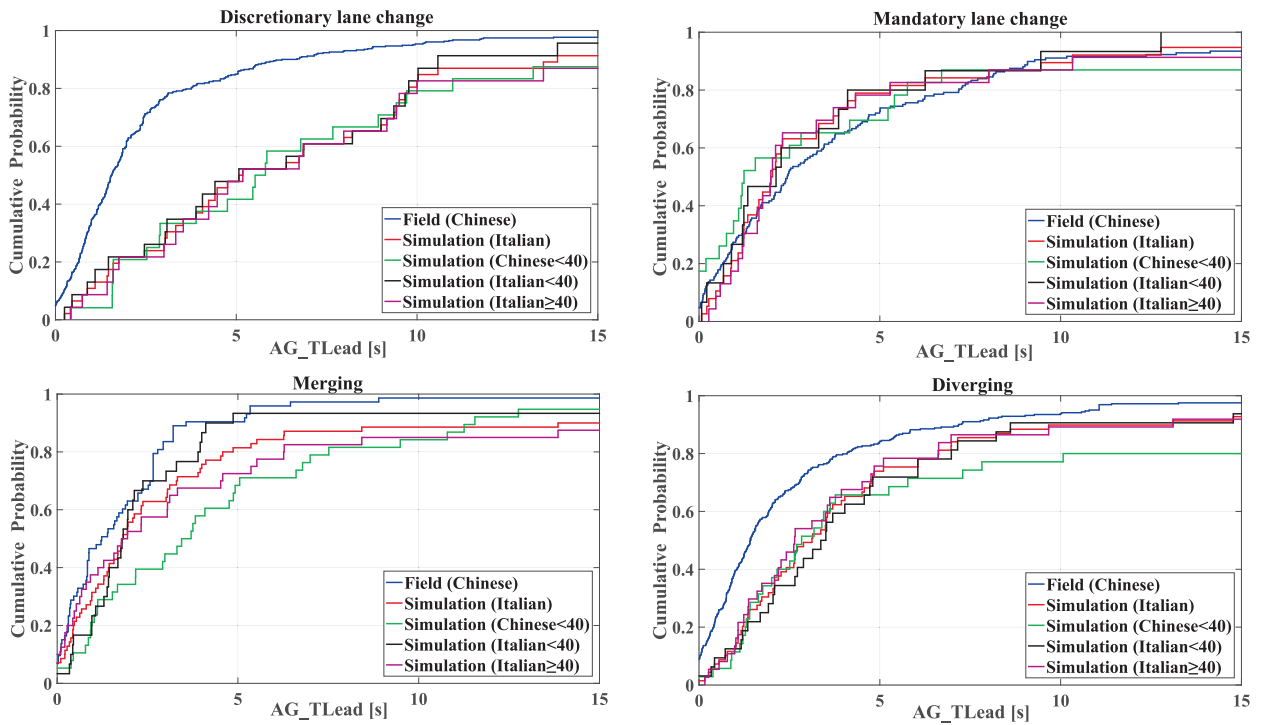 Discretionary lane change
1
0.8
0.6
0.4
0.2
0
Cumulative Probability
Field (Chinese)
Simulation (Italian)
Simulation (Chinese<40)
Simulation (Italian<40)
Simulation (Italian≥40)
0 5 10 15
AG_TLead [s]
Mandatory lane change
1
0.8
0.6
0.4
0.2
0
Cumulative Probability
Field (Chinese)
Simulation (Italian)
Simulation (Chinese<40)
Simulation (Italian<40)
Simulation (Italian≥40)
0 5 10 15
AG_TLead [s]
Merging
1
0.8
0.6
0.4
0.2
0
Cumulative Probability
Field (Chinese)
Simulation (Italian)
Simulation (Chinese<40)
Simulation (Italian<40)
Simulation (Italian≥40)
0 5 10 15
AG_TLead [s]
Diverging
1
0.8
0.6
0.4
0.2
0
Cumulative Probability
Field (Chinese)
Simulation (Italian)
Simulation (Chinese<40)
Simulation (Italian<40)
Simulation (Italian≥40)
0 5 10 15
AG_TLead [s]